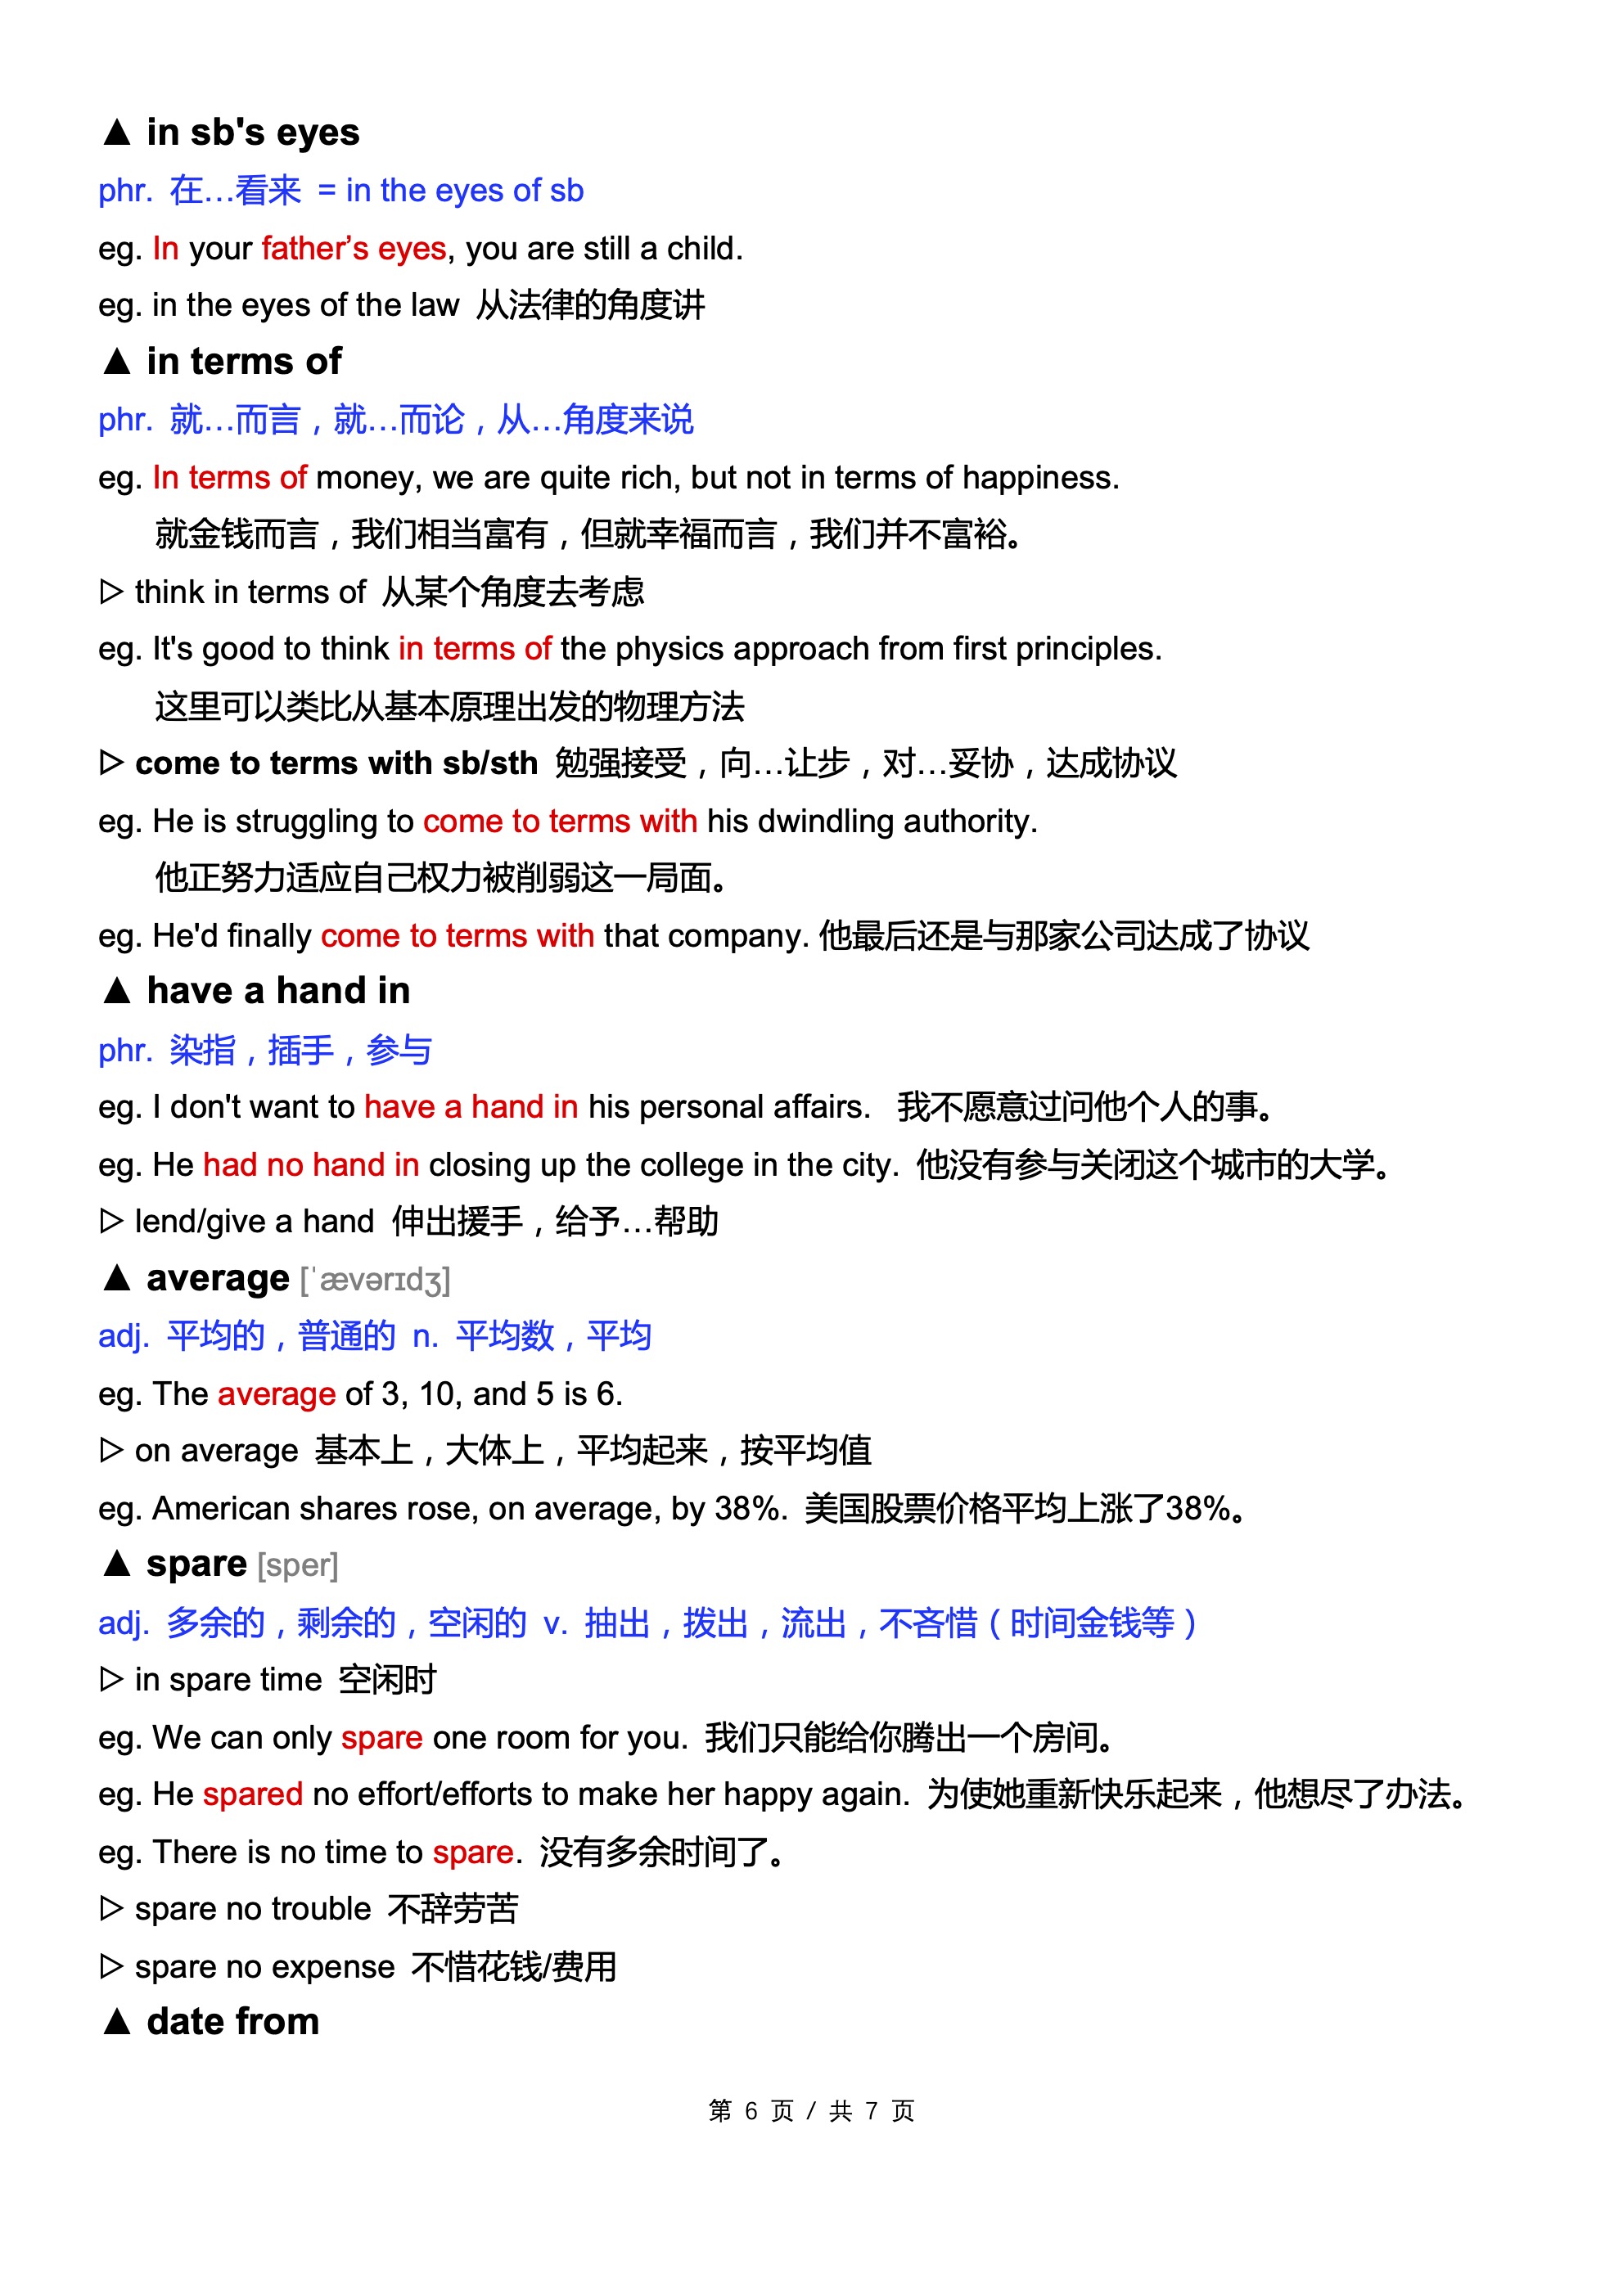 ▲ in sb's eyes
phr. 在…看来 = in the eyes of sb
eg. In your father’s eyes, you are still a child.
eg. in the eyes of the law 从法律的角度讲
▲ in terms of
phr. 就…而言，就…而论，从…角度来说
eg. In terms of money, we are quite rich, but not in terms of happiness.
就金钱而言，我们相当富有，但就幸福而言，我们并不富裕。
▷ think in terms of 从某个角度去考虑
eg. It's good to think in terms of the physics approach from first principles.
这里可以类比从基本原理出发的物理方法
▷ come to terms with sb/sth 勉强接受，向…让步，对…妥协，达成协议
eg. He is struggling to come to terms with his dwindling authority.
他正努力适应自己权力被削弱这一局面。
eg. He'd finally come to terms with that company. 他最后还是与那家公司达成了协议
▲ have a hand in
phr. 染指，插手，参与
eg. I don't want to have a hand in his personal affairs. 我不愿意过问他个人的事。
eg. He had no hand in closing up the college in the city. 他没有参与关闭这个城市的大学。
▷ lend/give a hand 伸出援手，给予…帮助
▲ average [ˈævərɪdʒ]
adj. 平均的，普通的 n. 平均数，平均
eg. The average of 3, 10, and 5 is 6.
▷ on average 基本上，大体上，平均起来，按平均值
eg. American shares rose, on average, by 38%. 美国股票价格平均上涨了38%。
▲ spare [sper]
adj. 多余的，剩余的，空闲的 v. 抽出，拨出，流出，不吝惜（时间金钱等）
▷ in spare time 空闲时
eg. We can only spare one room for you. 我们只能给你腾出一个房间。
eg. He spared no effort/efforts to make her happy again. 为使她重新快乐起来，他想尽了办法。
eg. There is no time to spare. 没有多余时间了。
▷ spare no trouble 不辞劳苦
▷ spare no expense 不惜花钱/费用
▲ date from
第 6 页 / 共 7 页